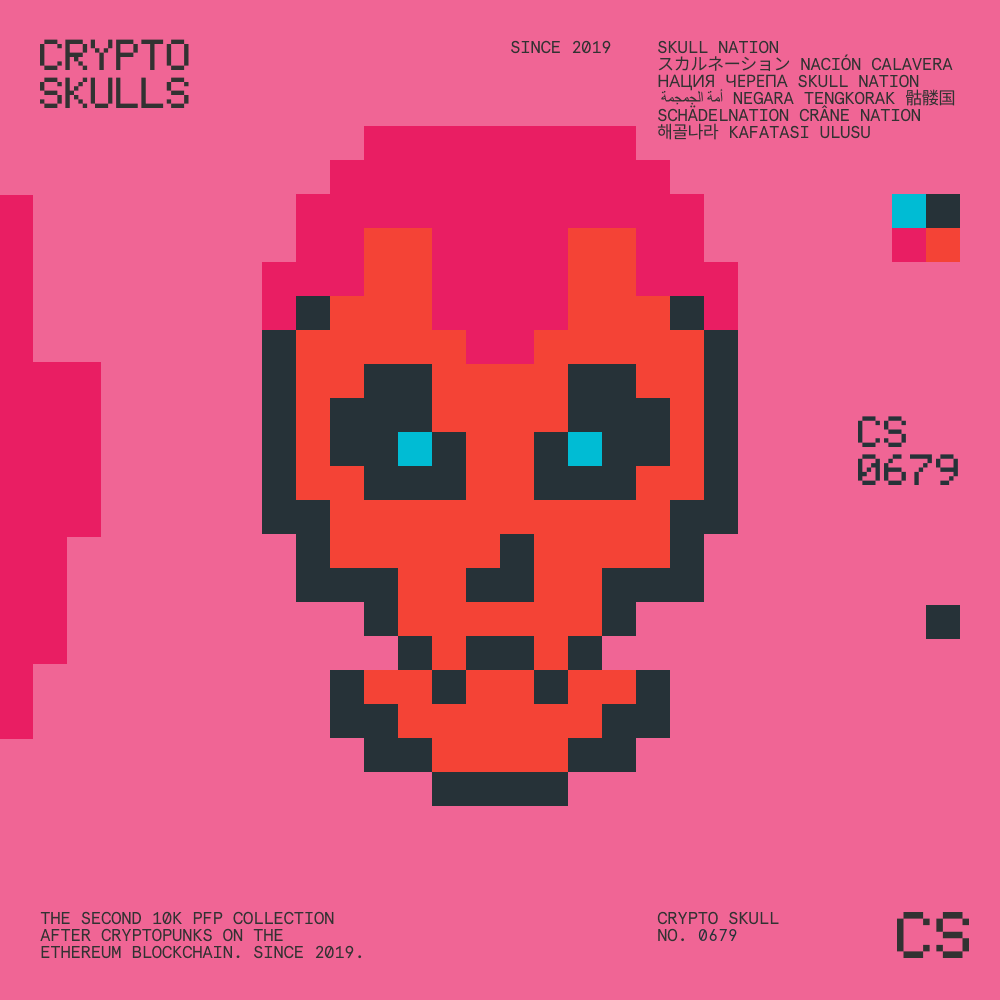 CRYPTO
SKULLS
SINCE 2019
SKULL NATION
スカルネーション NACIÓN CALAVERA
НАЦИЯ ЧЕРЕПА SKULL NATION
أمة الجمجمة NEGARA TENGKORAK 骷髅国
SCHÄDELNATION CRÂNE NATION
해골나라 KAFATASI ULUSU
CS
0679
THE SECOND 10K PFP COLLECTION
AFTER CRYPTOPUNKS ON THE
ETHEREUM BLOCKCHAIN. SINCE 2019.
CRYPTO SKULL
NO. 0679
CS